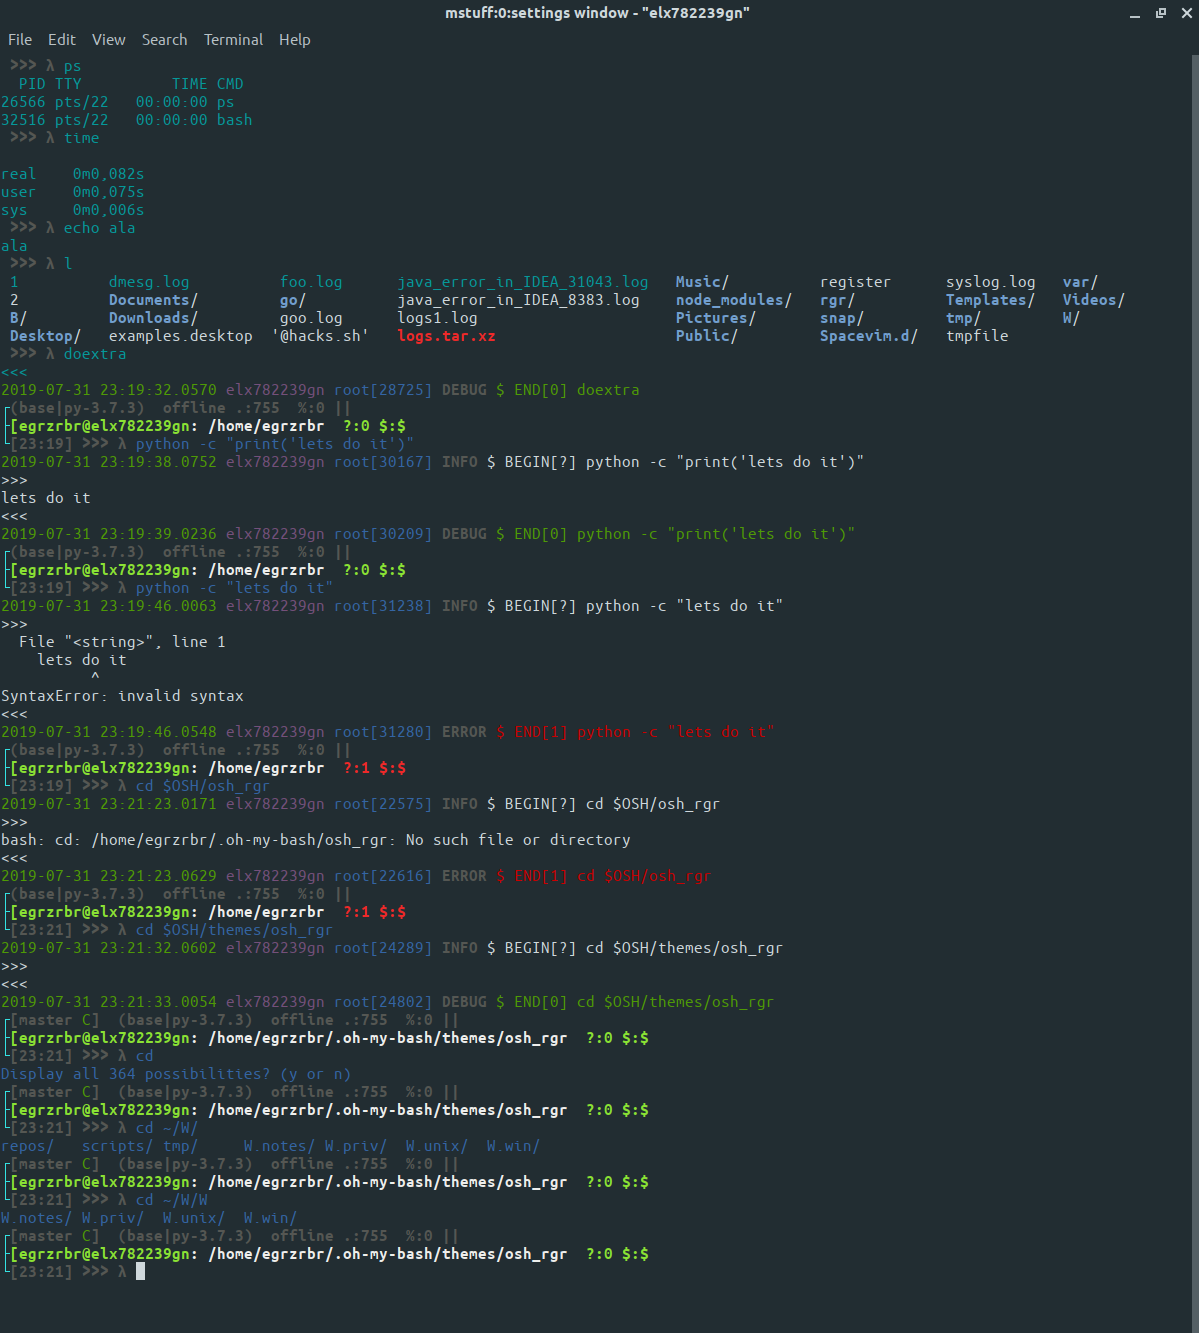 mstuff:0:settings window - "elx782239gn"
File Edit View Search Terminal Help
>>> λ ps
  PID TTY          TIME CMD
26566 pts/22   00:00:00 ps
32516 pts/22   00:00:00 bash
>>> λ time
real    0m0,082s
user    0m0,075s
sys     0m0,006s
>>> λ echo ala
ala
>>> λ l
1          dmesg.log          foo.log      java_error_in_IDEA_31043.log   Music/          register      syslog.log   var/
2          Documents/         go/          java_error_in_IDEA_8383.log    node_modules/   rgr/          Templates/   Videos/
B/         Downloads/         goo.log      logs1.log                      Pictures/       snap/         tmp/         W/
Desktop/   examples.desktop  '@hacks.sh'   logs.tar.xz                    Public/         Spacevim.d/   tmpfile
>>> λ doextra
<<<
2019-07-31 23:19:32.0570 elx782239gn root[28725] DEBUG $ END[0] doextra
┌(base|py-3.7.3)  offline .:755  %:0 ||
├[egrzrbr@elx782239gn: /home/egrzrbr  ?:0 $:$
└[23:19] >>> λ python -c "print('lets do it')"
2019-07-31 23:19:38.0752 elx782239gn root[30167] INFO $ BEGIN[?] python -c "print('lets do it')"
>>>
lets do it
<<<
2019-07-31 23:19:39.0236 elx782239gn root[30209] DEBUG $ END[0] python -c "print('lets do it')"
┌(base|py-3.7.3)  offline .:755  %:0 ||
├[egrzrbr@elx782239gn: /home/egrzrbr  ?:0 $:$
└[23:19] >>> λ python -c "lets do it"
2019-07-31 23:19:46.0063 elx782239gn root[31238] INFO $ BEGIN[?] python -c "lets do it"
>>>
  File "<string>", line 1
    lets do it
          ^
SyntaxError: invalid syntax
<<<
2019-07-31 23:19:46.0548 elx782239gn root[31280] ERROR $ END[1] python -c "lets do it"
┌(base|py-3.7.3)  offline .:755  %:0 ||
├[egrzrbr@elx782239gn: /home/egrzrbr  ?:1 $:$
└[23:19] >>> λ cd $OSH/osh_rgr
2019-07-31 23:21:23.0171 elx782239gn root[22575] INFO $ BEGIN[?] cd $OSH/osh_rgr
>>>
bash: cd: /home/egrzrbr/.oh-my-bash/osh_rgr: No such file or directory
<<<
2019-07-31 23:21:23.0629 elx782239gn root[22616] ERROR $ END[1] cd $OSH/osh_rgr
┌(base|py-3.7.3)  offline .:755  %:0 ||
├[egrzrbr@elx782239gn: /home/egrzrbr  ?:1 $:$
└[23:21] >>> λ cd $OSH/themes/osh_rgr
2019-07-31 23:21:32.0602 elx782239gn root[24289] INFO $ BEGIN[?] cd $OSH/themes/osh_rgr
>>>
<<<
2019-07-31 23:21:33.0054 elx782239gn root[24802] DEBUG $ END[0] cd $OSH/themes/osh_rgr
┌[master C]  (base|py-3.7.3)  offline .:755  %:0 ||
├[egrzrbr@elx782239gn: /home/egrzrbr/.oh-my-bash/themes/osh_rgr  ?:0 $:$
└[23:21] >>> λ cd
Display all 364 possibilities? (y or n)
┌[master C]  (base|py-3.7.3)  offline .:755  %:0 ||
├[egrzrbr@elx782239gn: /home/egrzrbr/.oh-my-bash/themes/osh_rgr  ?:0 $:$
└[23:21] >>> λ cd ~/W/
repos/   scripts/ tmp/     W.notes/ W.priv/  W.unix/  W.win/
┌[master C]  (base|py-3.7.3)  offline .:755  %:0 ||
├[egrzrbr@elx782239gn: /home/egrzrbr/.oh-my-bash/themes/osh_rgr  ?:0 $:$
└[23:21] >>> λ cd ~/W/W
W.notes/ W.priv/  W.unix/  W.win/
┌[master C]  (base|py-3.7.3)  offline .:755  %:0 ||
├[egrzrbr@elx782239gn: /home/egrzrbr/.oh-my-bash/themes/osh_rgr  ?:0 $:$
└[23:21] >>> λ